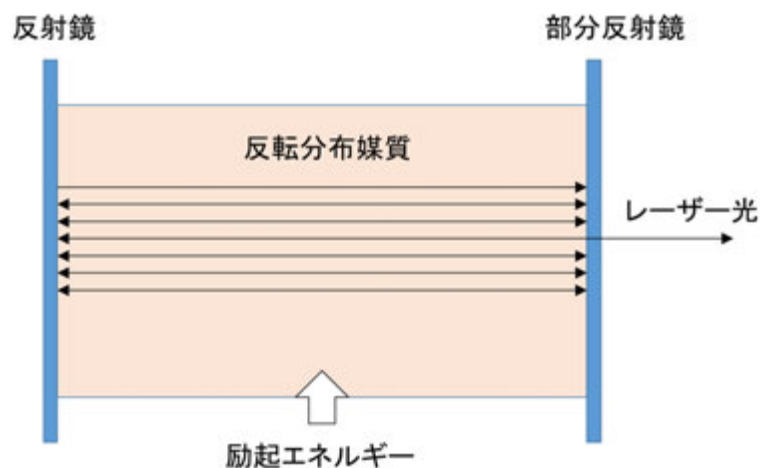 反射鏡
部分反射鏡
反転分布媒質
レーザー光
励起エネルギー